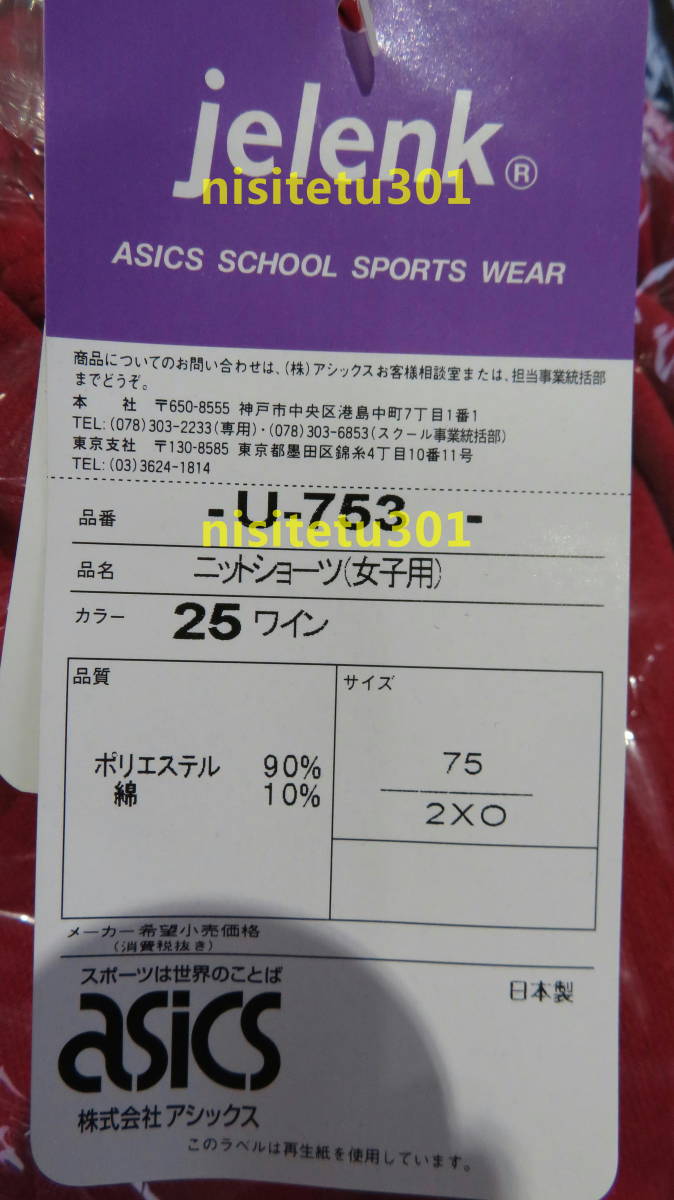 jelenk®
nisitetu301
ASICS SCHOOL SPORTS WEAR
商品についてのお問い合わせは、(株)アシックスお客様相談室または、担当事業統括部
までどうぞ。
本 社 〒650-8555 神戸市中央区港島中町7丁目1番1
TEL:(078)303-2233(専用)・(078)303-6853(スクール事業統括部)
東京支社 〒130-8585 東京都墨田区錦糸4丁目10番11号
TEL:(03)3624-1814
品番 -U-753 -
nisitetu301
品名 ニットショーツ(女子用)
カラー 25 ワイン
品質 サイズ
ポリエステル 90% 75
綿 10% 2XO
メーカー希望小売価格
(消費税抜き)
スポーツは世界のことば
日本製
asics
株式会社アシックス
このラベルは再生紙を使用しています。